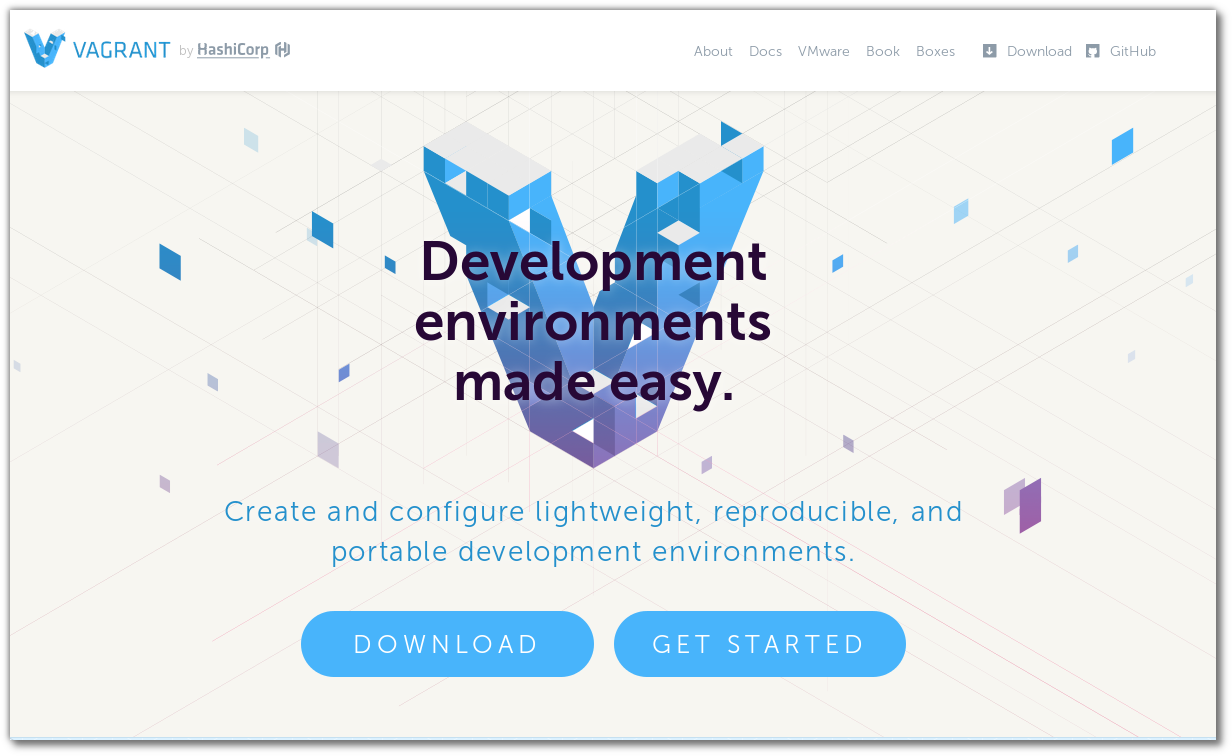 VAGRANT by HashiCorp
About Docs VMware Book Boxes Download GitHub
Development
environments
made easy.
Create and configure lightweight, reproducible, and
portable development environments.
DOWNLOAD GET STARTED